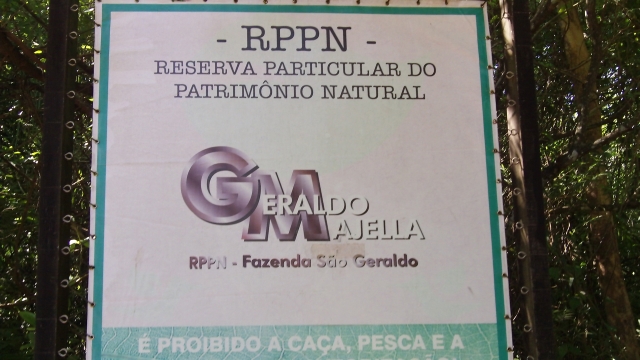 - RPPN -
RESERVA PARTICULAR DO
PATRIMÔNIO NATURAL
GERALDO
MAJELLA
RPPN - Fazenda São Geraldo
É PROIBIDO A CAÇA, PESCA E A